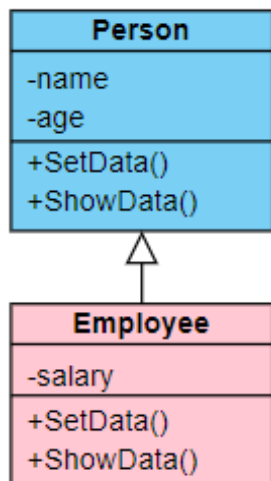 Person
-name
-age
+SetData()
+ShowData()
Employee
-salary
+SetData()
+ShowData()